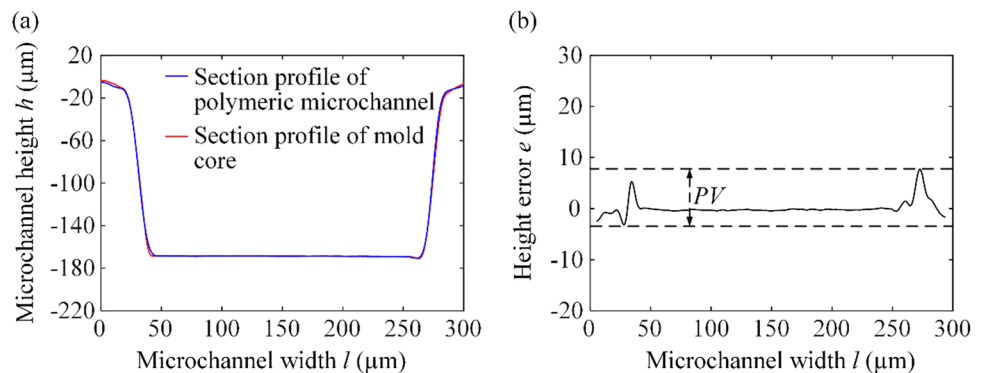 (a)
Microchannel height h (μm)
20
-20
-60
-100
-140
-180
-220
Section profile of
polymeric microchannel
Section profile of mold
core
0 50 100 150 200 250 300
Microchannel width l (μm)
(b)
Height error e (μm)
30
20
10
0
-10
-20
PV
0 50 100 150 200 250 300
Microchannel width l (μm)